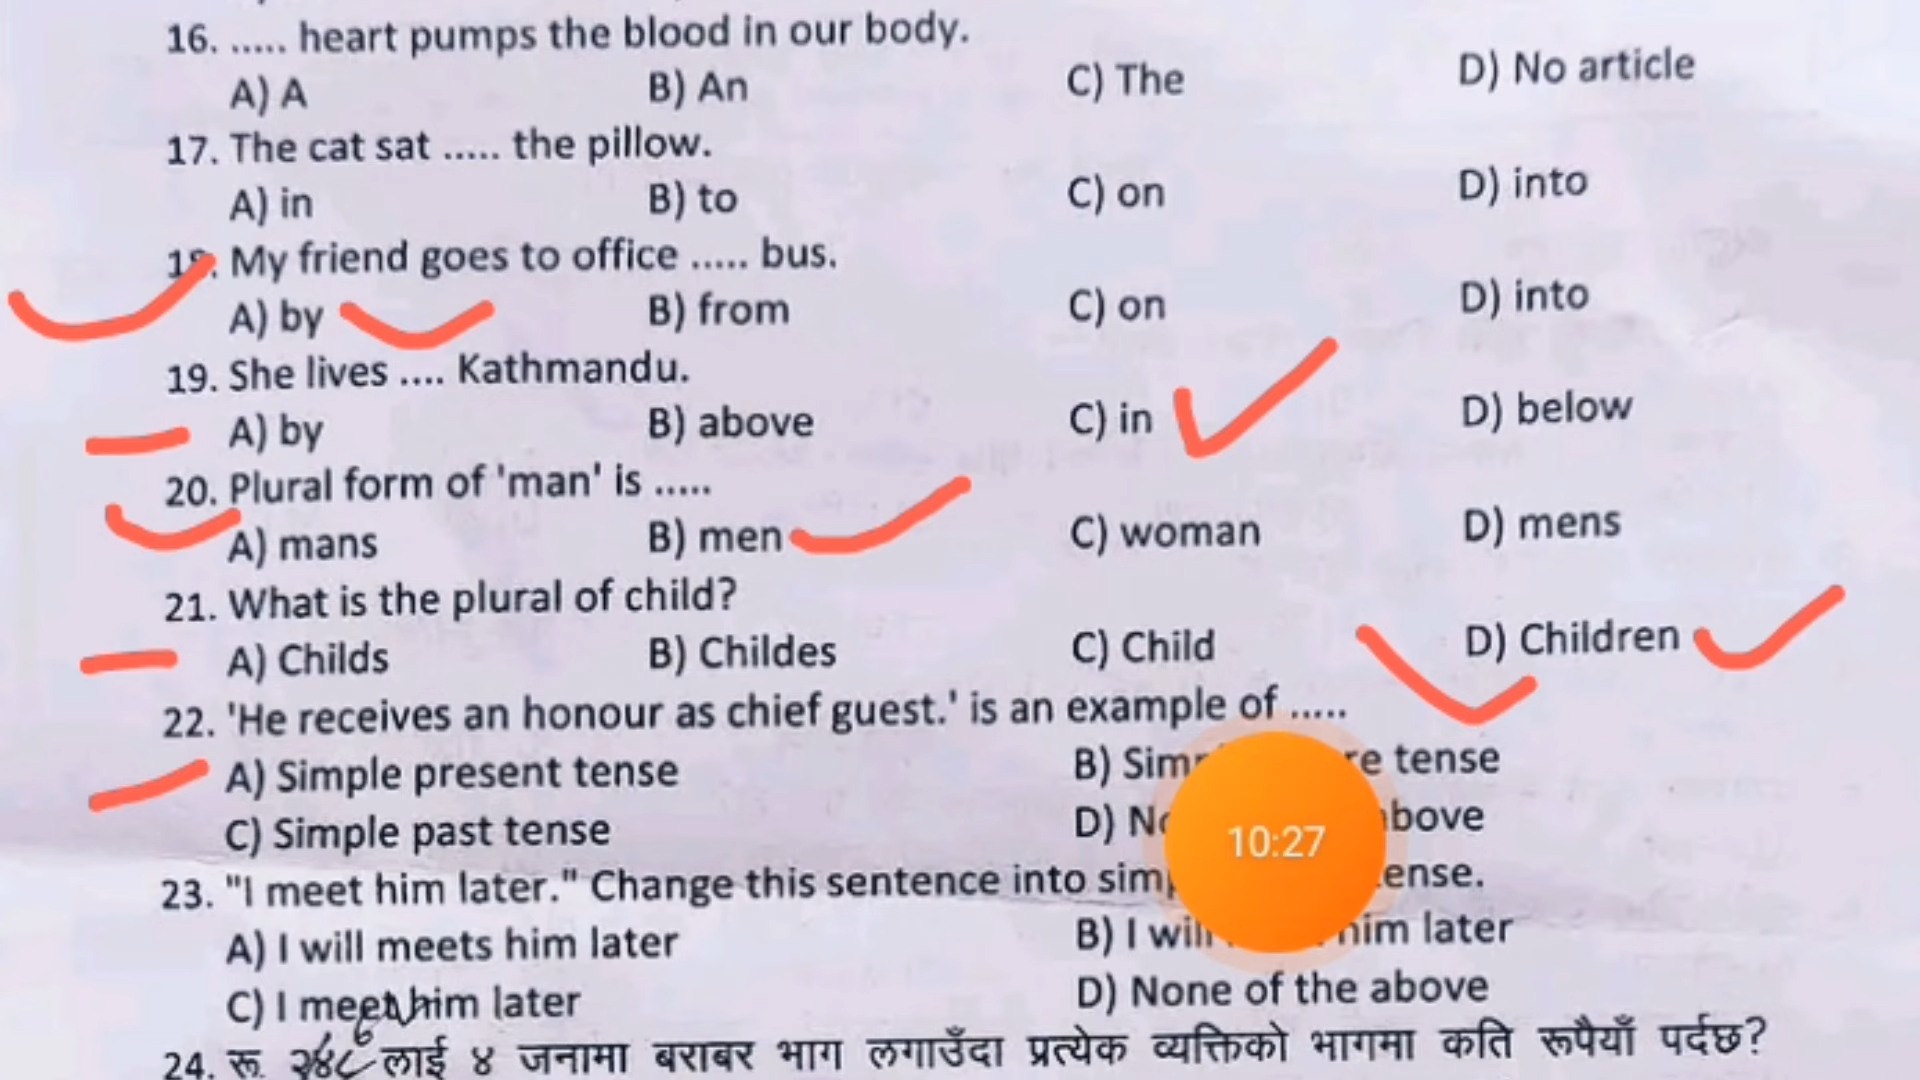 16. ..... heart pumps the blood in our body.
A) A B) An C) The D) No article
17. The cat sat ..... the pillow.
A) in B) to C) on D) into
18. My friend goes to office ..... bus.
A) by B) from C) on D) into
19. She lives .... Kathmandu.
A) by B) above C) in D) below
20. Plural form of 'man' is .....
A) mans B) men C) woman D) mens
21. What is the plural of child?
A) Childs B) Childes C) Child D) Children
22. 'He receives an honour as chief guest.' is an example of .....
A) Simple present tense B) tense
C) Simple past tense D) above
23. "I meet him later." Change this sentence into
A) I will meets him later B) I will him later
C) I meet him later D) None of the above
24. रू लाई ४ जनामा बराबर भाग लगाउँदा प्रत्येक व्यक्तिको भागमा कति रूपैयाँ पर्दछ?
10:27